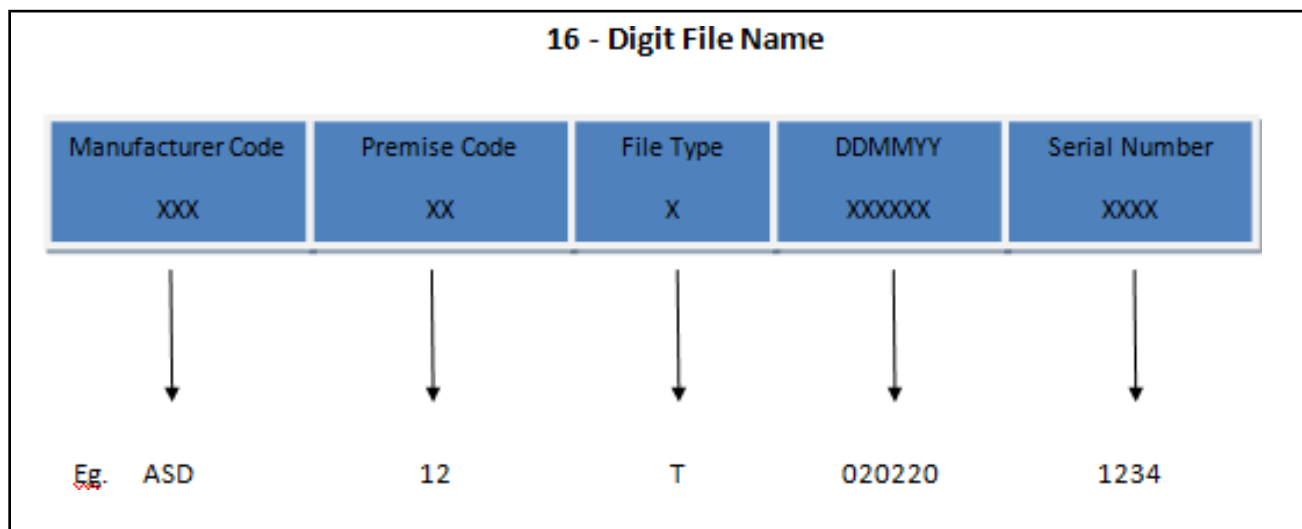 16 - Digit File Name
Manufacturer Code Premise Code File Type DDMMYY Serial Number
XXX XX X XXXXXX XXXX
Eg. ASD 12 T 020220 1234